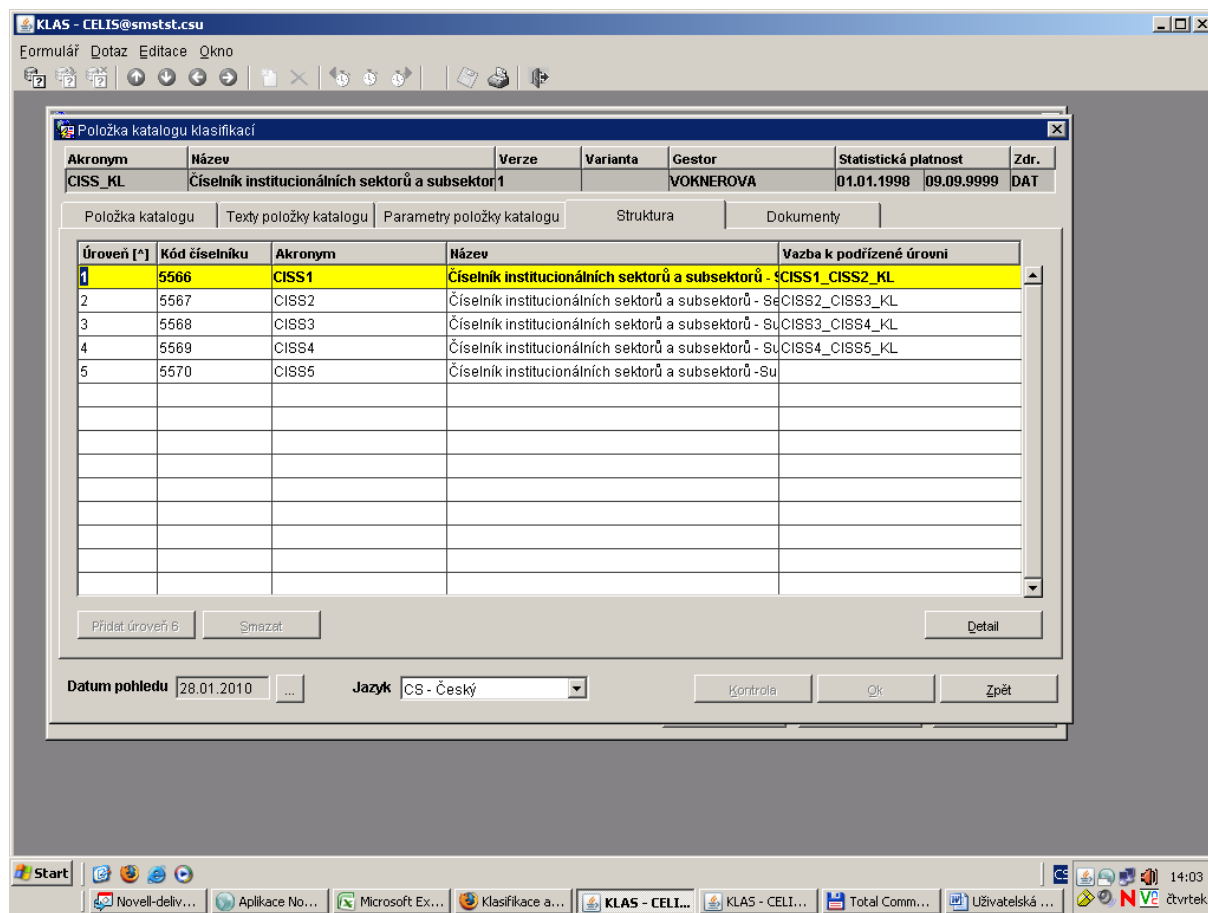 KLAS - CELIS@smstst.csu
Formulář Dotaz Editace Okno
Položka katalogu klasifikací
Akronym Název Verze Varianta Gestor Statistická platnost Zdr.
CISS_KL Číselník institucionálních sektorů a subsektor 1 VOKNEROVA 01.01.1998 09.09.9999 DAT
Položka katalogu Texty položky katalogu Parametry položky katalogu Struktura Dokumenty
Úroveň [^] Kód číselníku Akronym Název Vazba k podřízené úrovni
1 5566 CISS1 Číselník institucionálních sektorů a subsektorů - S CISS1_CISS2_KL
2 5567 CISS2 Číselník institucionálních sektorů a subsektorů - Se CISS2_CISS3_KL
3 5568 CISS3 Číselník institucionálních sektorů a subsektorů - Su CISS3_CISS4_KL
4 5569 CISS4 Číselník institucionálních sektorů a subsektorů - Su CISS4_CISS5_KL
5 5570 CISS5 Číselník institucionálních sektorů a subsektorů -Su
Přidat úroveň 6 Smazat Detail
Datum pohledu 28.01.2010 ... Jazyk CS - Český Kontrola Ok Zpět
Start CS 14:03
Novell-deliv... Aplikace No... Microsoft Ex... Klasifikace a... KLAS - CELI... KLAS - CELI... Total Comm... Uživatelská ... čtvrtek